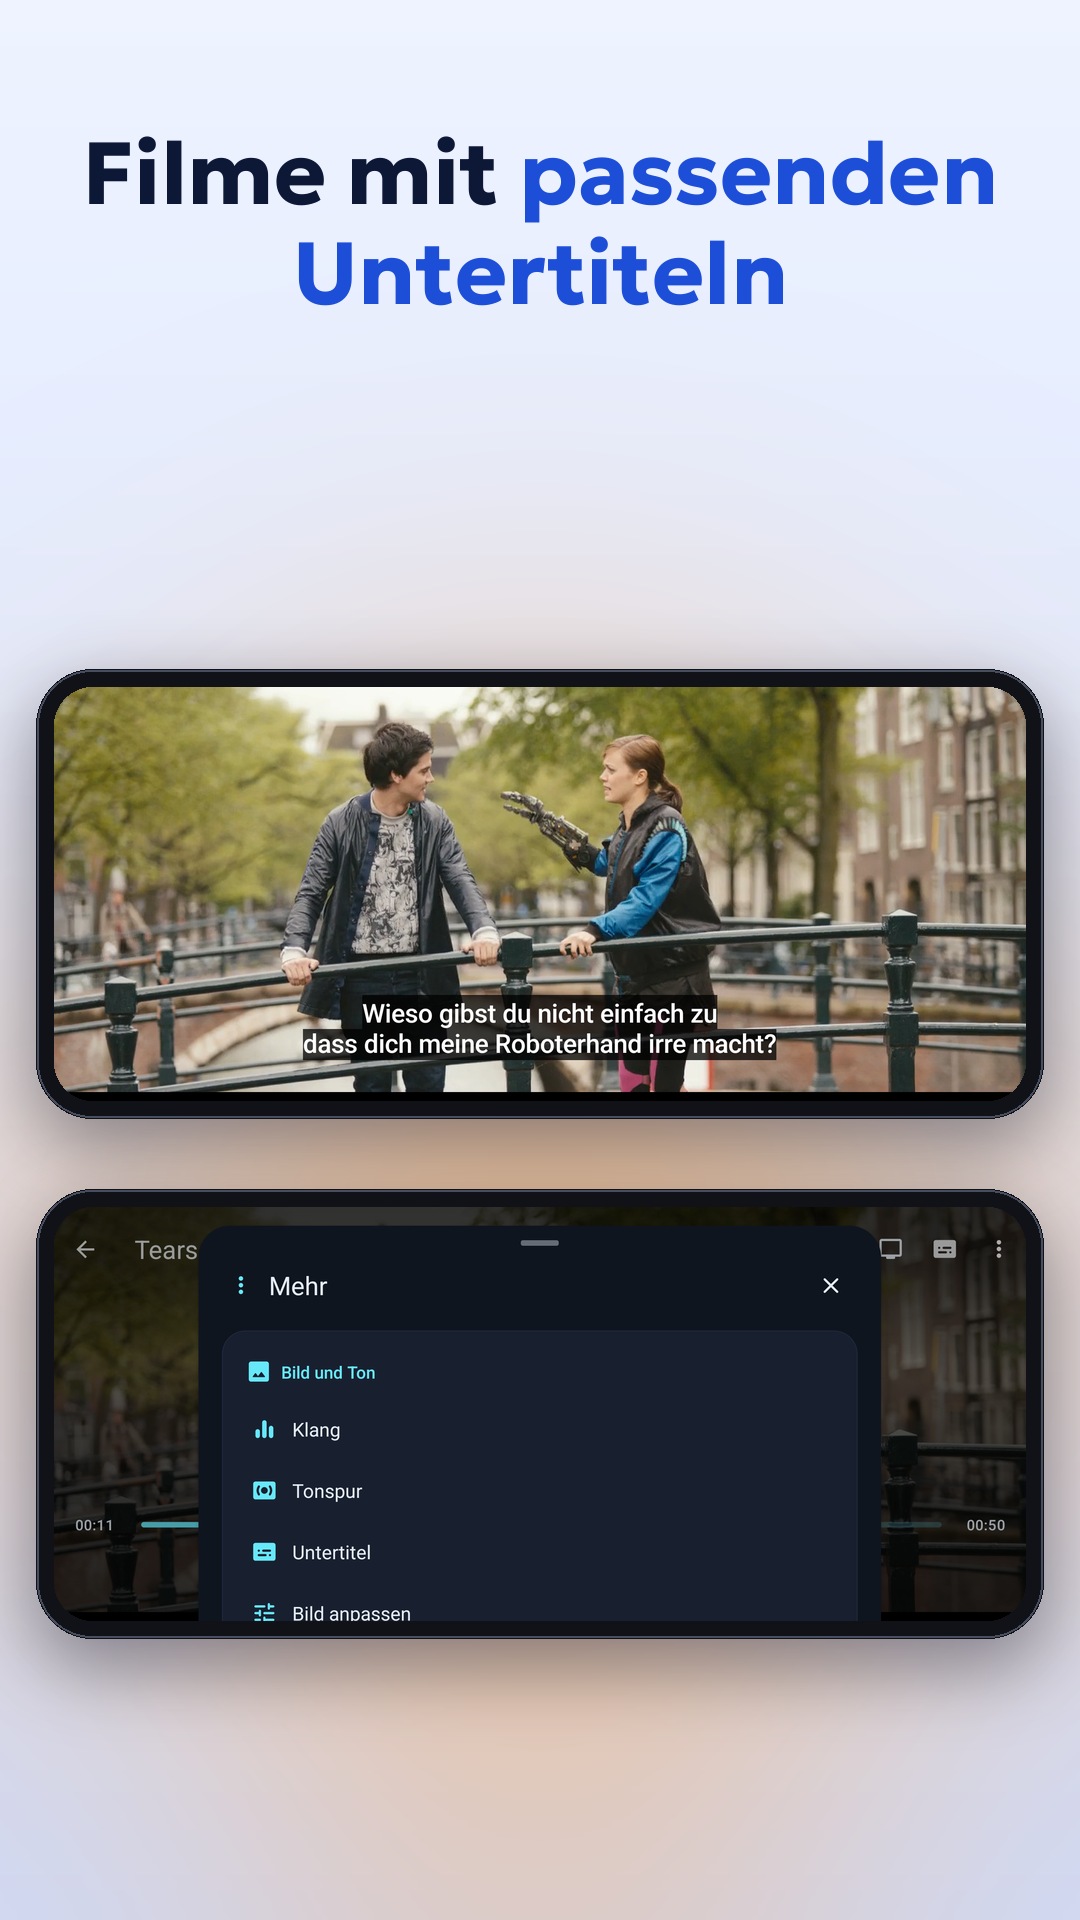 Filme mit passenden
Untertiteln
Wieso gibst du nicht einfach zu
dass dich meine Roboterhand irre macht?
Tears
Mehr
Bild und Ton
Klang
Tonspur
00:11
00:50
Untertitel
Bild anpassen